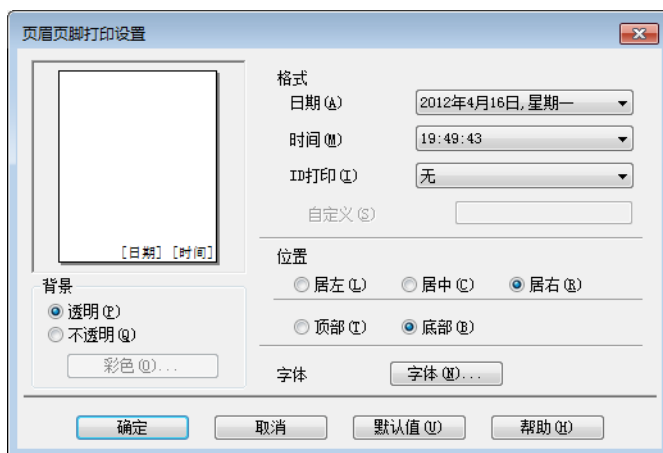 页眉页脚打印设置
格式
日期(A)
2012年4月16日,星期一
时间(M)
19:49:43
ID打印(I)
无
自定义(S)
[日期] [时间]
位置
居左(L)
居中(C)
居右(R)
顶部(T)
底部(B)
背景
透明(P)
不透明(Q)
彩色(O)...
字体
字体(N)...
确定
取消
默认值(U)
帮助(H)